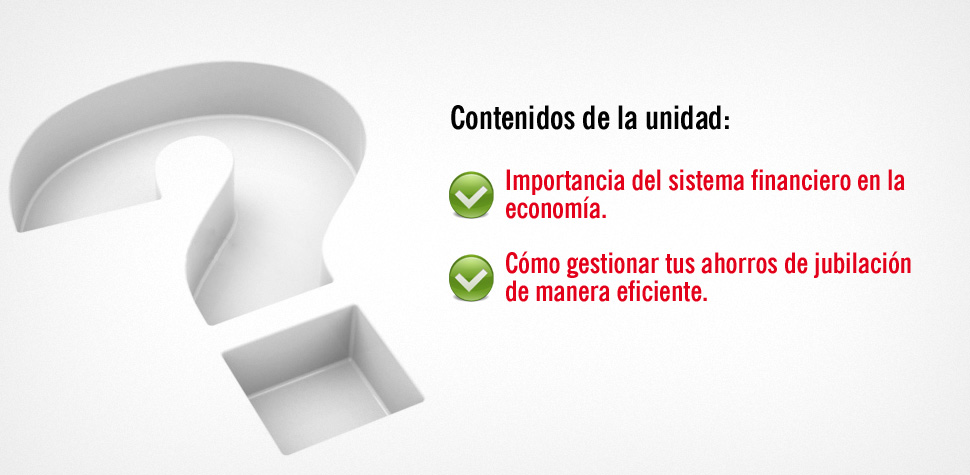 Contenidos de la unidad:
Importancia del sistema financiero en la
economía.
Cómo gestionar tus ahorros de jubilación
de manera eficiente.